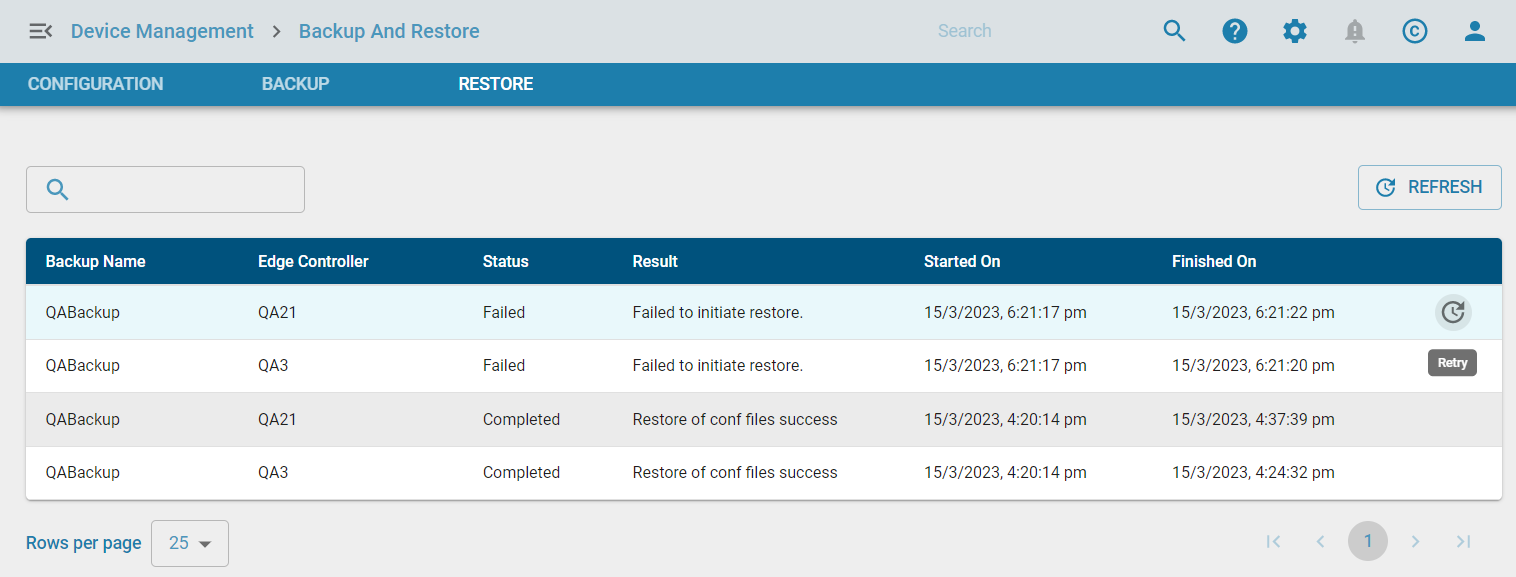 Device Management > Backup And Restore Search
CONFIGURATION BACKUP RESTORE
REFRESH
Backup Name Edge Controller Status Result Started On Finished On
QABackup QA21 Failed Failed to initiate restore. 15/3/2023, 6:21:17 pm 15/3/2023, 6:21:22 pm
QABackup QA3 Failed Failed to initiate restore. 15/3/2023, 6:21:17 pm 15/3/2023, 6:21:20 pm Retry
QABackup QA21 Completed Restore of conf files success 15/3/2023, 4:20:14 pm 15/3/2023, 4:37:39 pm
QABackup QA3 Completed Restore of conf files success 15/3/2023, 4:20:14 pm 15/3/2023, 4:24:32 pm
Rows per page 25 1